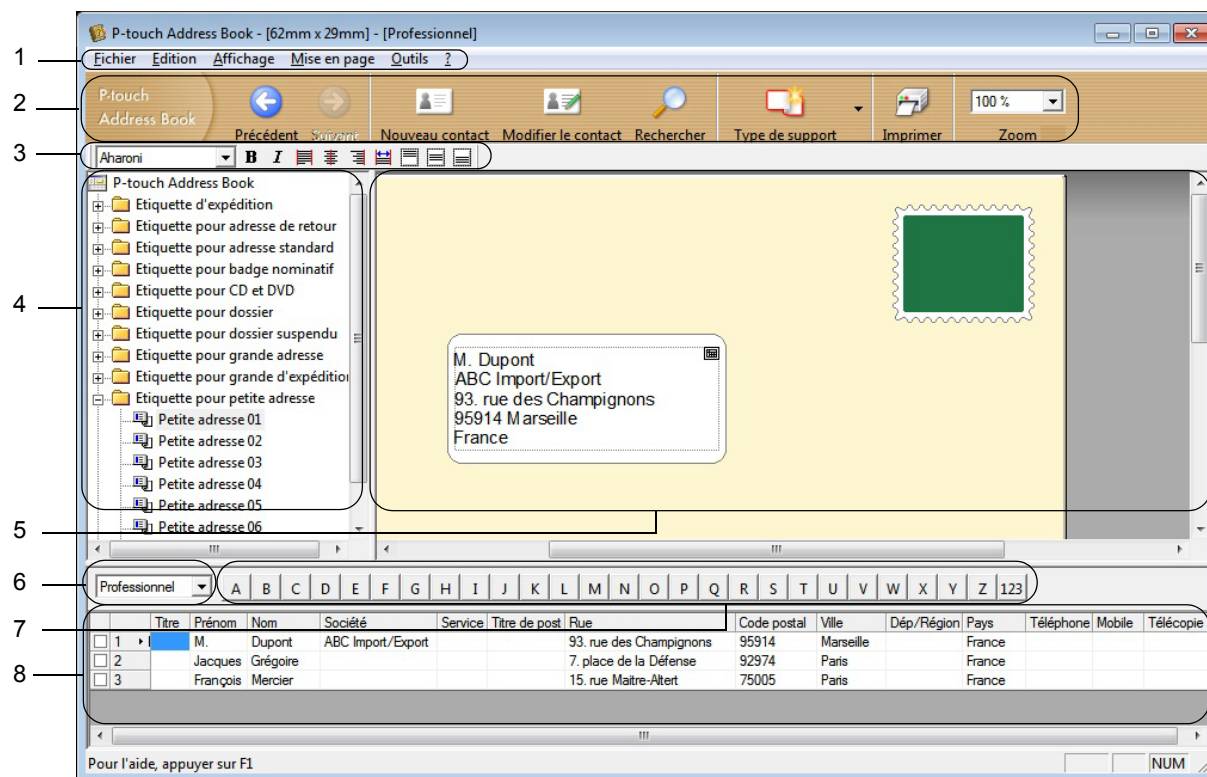 P-touch Address Book - [62mm x 29mm] - [Professionnel]
1
Fichier Edition Affichage Mise en page Outils ?
2
P-touch
Address Book
Précédent Suivant Nouveau contact Modifier le contact Rechercher Type de support Imprimer 100 % Zoom
3
Aharoni B I
P-touch Address Book
Etiquette d'expédition
Etiquette pour adresse de retour
Etiquette pour adresse standard
Etiquette pour badge nominatif
4
Etiquette pour CD et DVD
Etiquette pour dossier
Etiquette pour dossier suspendu
Etiquette pour grande adresse
Etiquette pour grande d'expéditio
Etiquette pour petite adresse
Petite adresse 01
Petite adresse 02
Petite adresse 03
Petite adresse 04
Petite adresse 05
Petite adresse 06
M. Dupont
ABC Import/Export
93. rue des Champignons
95914 Marseille
France
5
6
Professionnel
A B C D E F G H I J K L M N O P Q R S T U V W X Y Z 123
7
Titre Prénom Nom Société Service Titre de post Rue Code postal Ville Dép/Région Pays Téléphone Mobile Télécopie
1 M. Dupont ABC Import/Export 93. rue des Champignons 95914 Marseille France
2 Jacques Grégoire 7. place de la Défense 92974 Paris France
8
3 François Mercier 15. rue Maitre-Altert 75005 Paris France
Pour l'aide, appuyer sur F1
NUM